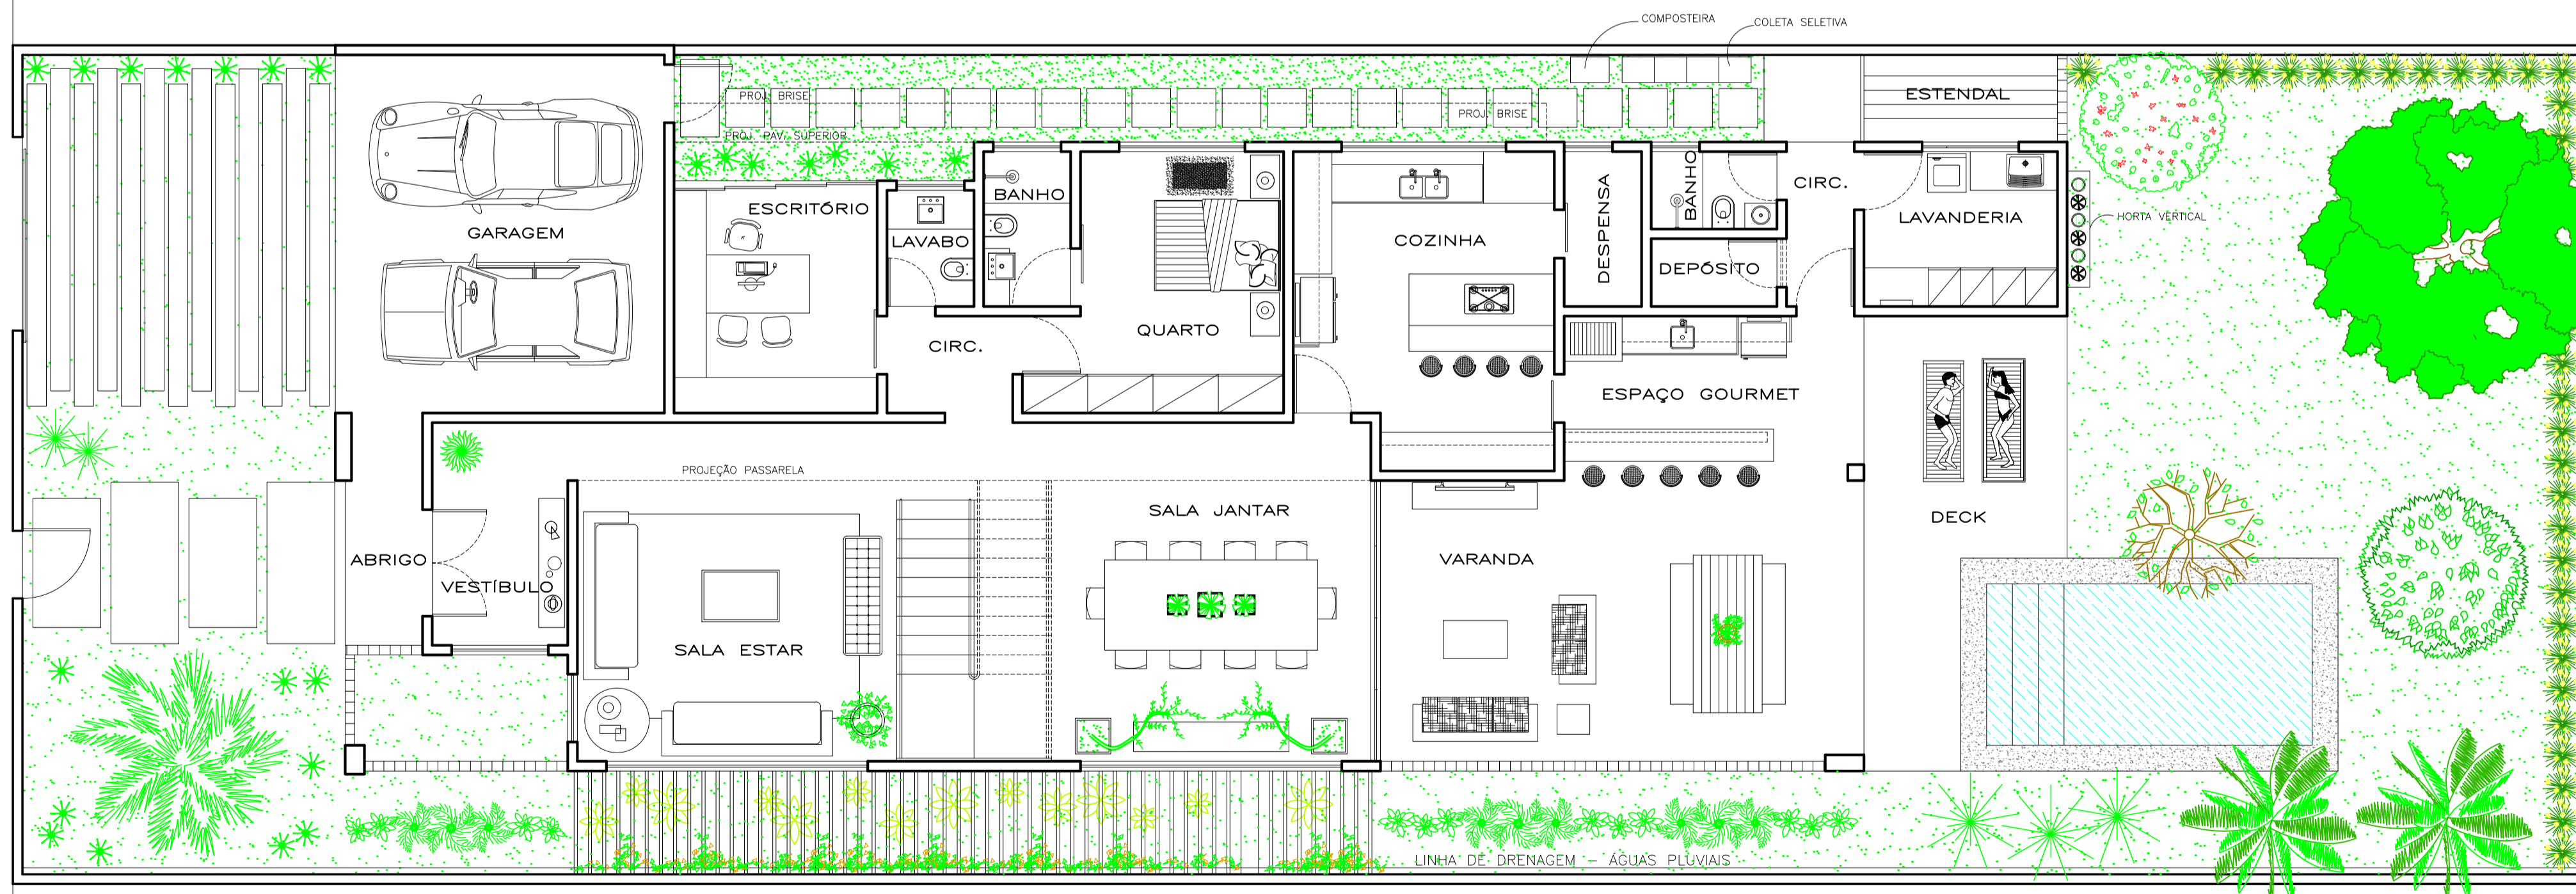 COMPOSTEIRA
COLETA SELETIVA
PROJ. BRISE
PROJ. BRISE
PROJ. PAV. SUPERIOR
ESTENDAL
GARAGEM
ESCRITÓRIO
LAVABO
BANHO
QUARTO
CIRC.
COZINHA
DESPENSA
BANHO
DEPÓSITO
CIRC.
LAVANDERIA
HORTA VERTICAL
ESPAÇO GOURMET
PROJEÇÃO PASSARELA
SALA JANTAR
DECK
ABRIGO
VESTÍBULO
VARANDA
SALA ESTAR
LINHA DE DRENAGEM – ÁGUAS PLUVIAIS